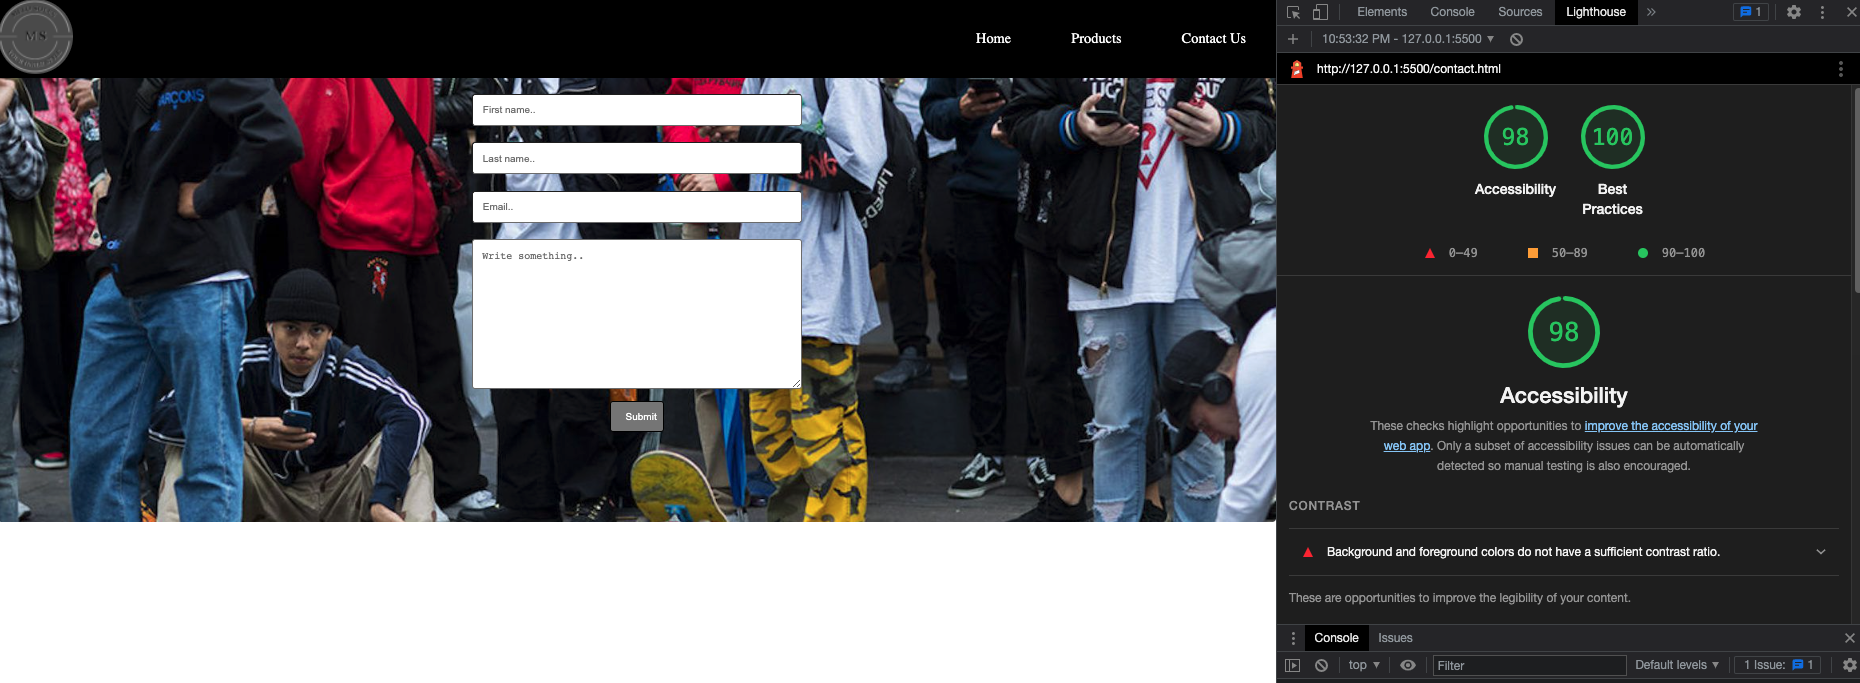 MS
Home
Products
Contact Us
First name..
Last name..
Email..
Write something..
Submit
Elements
Console
Sources
Lighthouse
1
10:53:32 PM - 127.0.0.1:5500
http://127.0.0.1:5500/contact.html
98
Accessibility
100
Best
Practices
0–49
50–89
90–100
98
Accessibility
These checks highlight opportunities to improve the accessibility of your
web app. Only a subset of accessibility issues can be automatically
detected so manual testing is also encouraged.
CONTRAST
Background and foreground colors do not have a sufficient contrast ratio.
These are opportunities to improve the legibility of your content.
Console
Issues
top
Filter
Default levels
1 Issue:
1